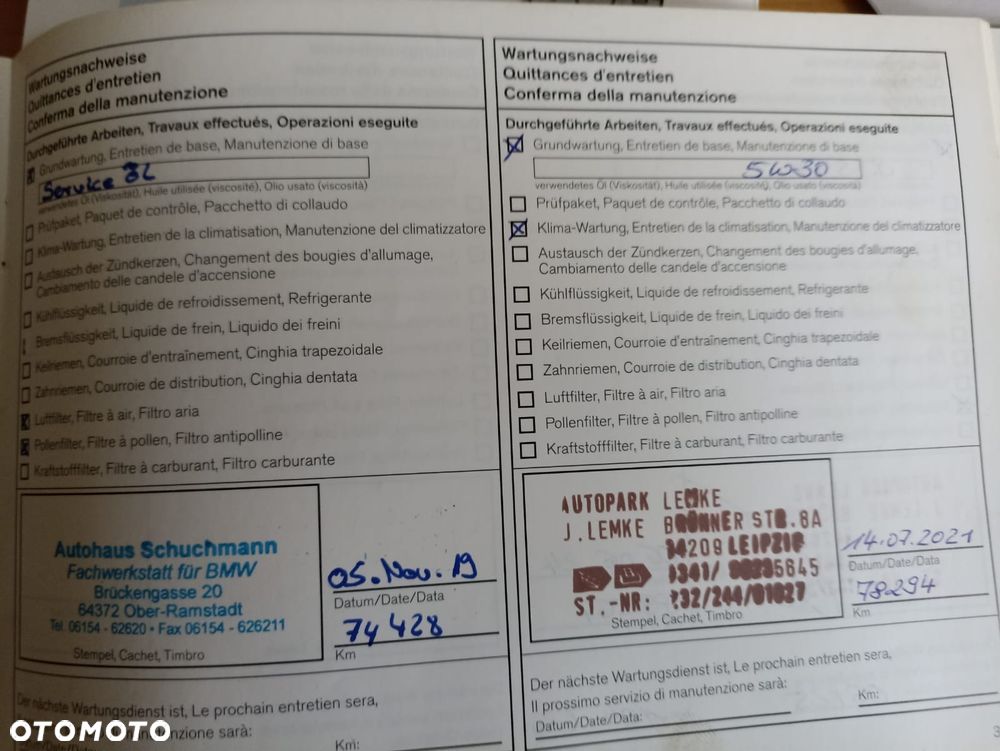 Wartungsnachweise
Quittances d'entretien
Conferma della manutenzione
Durchgeführte Arbeiten, Travaux effectués, Operazioni eseguite
Grundwartung, Entretien de base, Manutenzione di base
Service 3L
verwendetes Öl (Viskosität), Huile utilisée (viscosité), Olio usato (viscosità)
Prüfpaket, Paquet de contrôle, Pacchetto di collaudo
Klima-Wartung, Entretien de la climatisation, Manutenzione del climatizzatore
Austausch der Zündkerzen, Changement des bougies d'allumage,
Cambiamento delle candele d'accensione
Kühlflüssigkeit, Liquide de refroidissement, Refrigerante
Bremsflüssigkeit, Liquide de frein, Liquido dei freini
Keilriemen, Courroie d'entraînement, Cinghia trapezoidale
Zahnriemen, Courroie de distribution, Cinghia dentata
Luftfilter, Filtre à air, Filtro aria
Pollenfilter, Filtre à pollen, Filtro antipolline
Kraftstofffilter, Filtre à carburant, Filtro carburante
Autohaus Schuchmann
Fachwerkstatt für BMW
Brückengasse 20
64372 Ober-Ramstadt
Tel. 06154 - 62620 • Fax 06154 - 626211
Stempel, Cachet, Timbro
05. Nov. 19
Datum/Date/Data
74 428
Km
Der nächste Wartungsdienst ist, Le prochain entretien sera,
nzione sarà:
Km:
Wartungsnachweise
Quittances d'entretien
Conferma della manutenzione
Durchgeführte Arbeiten, Travaux effectués, Operazioni eseguite
Grundwartung, Entretien de base, Manutenzione di base
5W30
verwendetes Öl (Viskosität), Huile utilisée (viscosité), Olio usato (viscosità)
Prüfpaket, Paquet de contrôle, Pacchetto di collaudo
Klima-Wartung, Entretien de la climatisation, Manutenzione del climatizzatore
Austausch der Zündkerzen, Changement des bougies d'allumage,
Cambiamento delle candele d'accensione
Kühlflüssigkeit, Liquide de refroidissement, Refrigerante
Bremsflüssigkeit, Liquide de frein, Liquido dei freini
Keilriemen, Courroie d'entraînement, Cinghia trapezoidale
Zahnriemen, Courroie de distribution, Cinghia dentata
Luftfilter, Filtre à air, Filtro aria
Pollenfilter, Filtre à pollen, Filtro antipolline
Kraftstofffilter, Filtre à carburant, Filtro carburante
AUTOPARK LEMKE
J.LEMKE BRÜNNER STR.8A
04209 LEIPZIG
0341/
ST.-NR:
Stempel, Cachet, Timbro
14.07.2021
Datum/Date/Data
78294
Km
Der nächste Wartungsdienst ist, Le prochain entretien sera,
Il prossimo servizio di manutenzione sarà:
Datum/Date/Data:
Km:
3
OTOMOTO